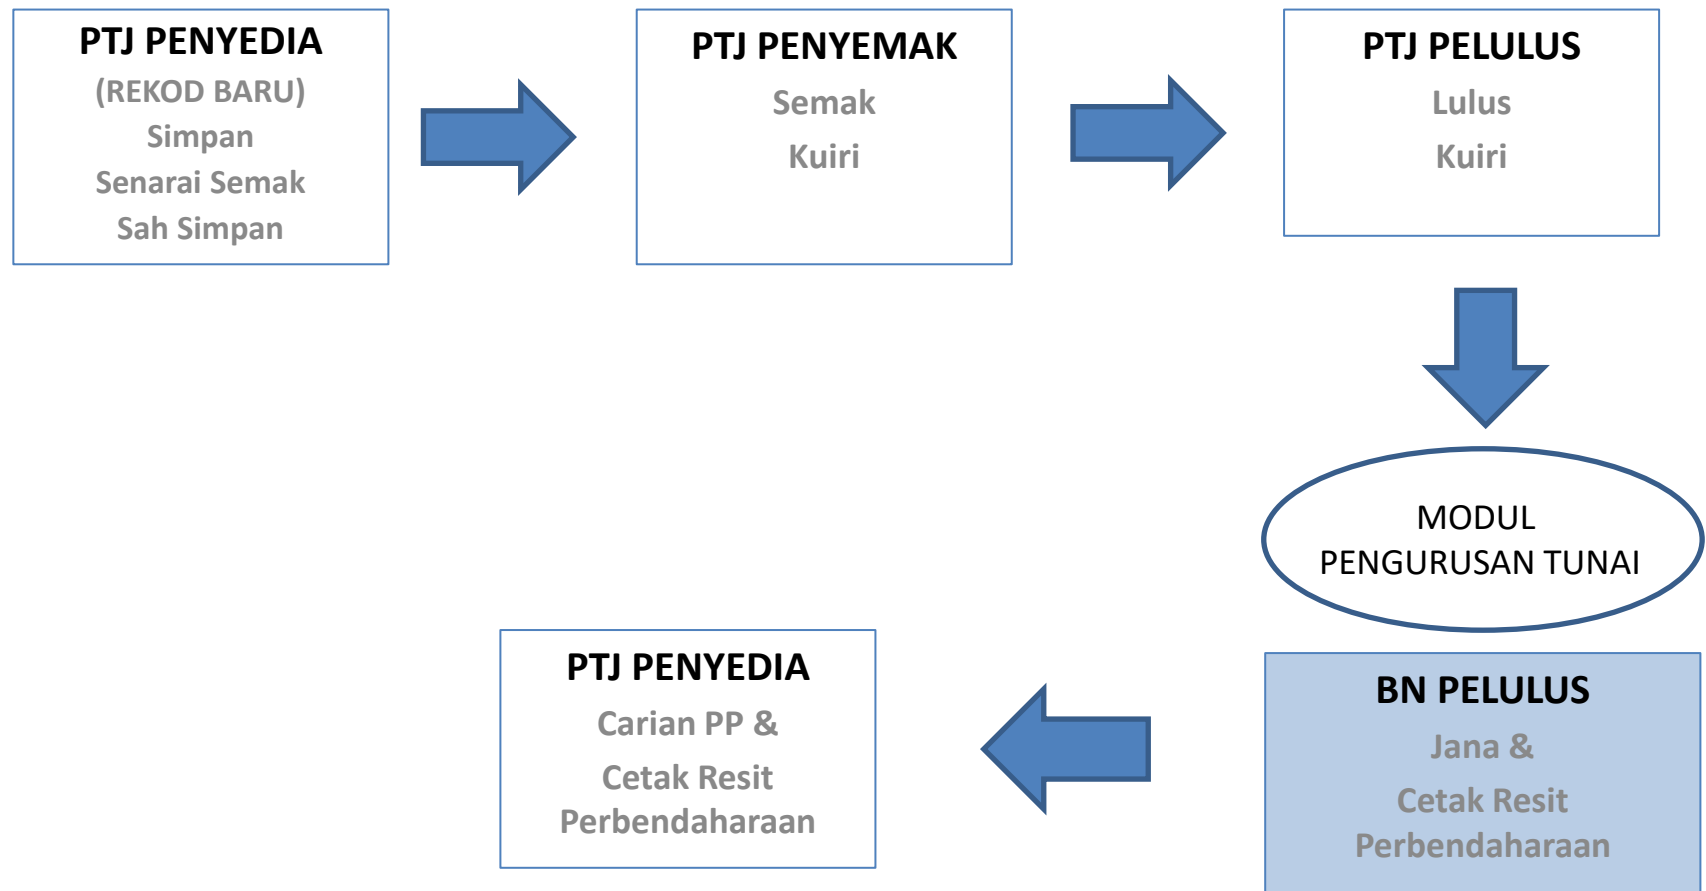 PTJ PENYEDIA
(REKOD BARU)
Simpan
Senarai Semak
Sah Simpan
PTJ PENYEMAK
Semak
Kuiri
PTJ PELULUS
Lulus
Kuiri
MODUL
PENGURUSAN TUNAI
BN PELULUS
Jana &
Cetak Resit
Perbendaharaan
PTJ PENYEDIA
Carian PP &
Cetak Resit
Perbendaharaan